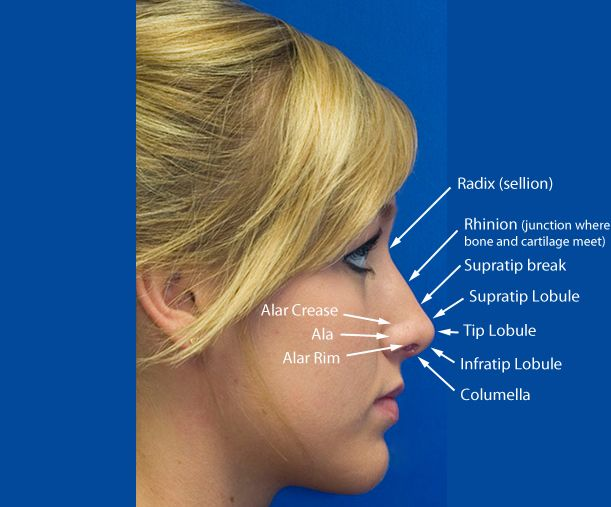 Radix (sellion)
Rhinion (junction where
bone and cartilage meet)
Supratip break
Supratip Lobule
Alar Crease
Tip Lobule
Ala
Alar Rim
Infratip Lobule
Columella